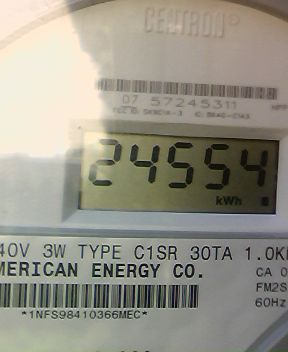 CENTRON®
07 57245311
24554
kWh
40V 3W TYPE C1SR 30TA 1.0K
MERICAN ENERGY CO.
CA 0
FM2S
60Hz
*1NFS98410366MEC*